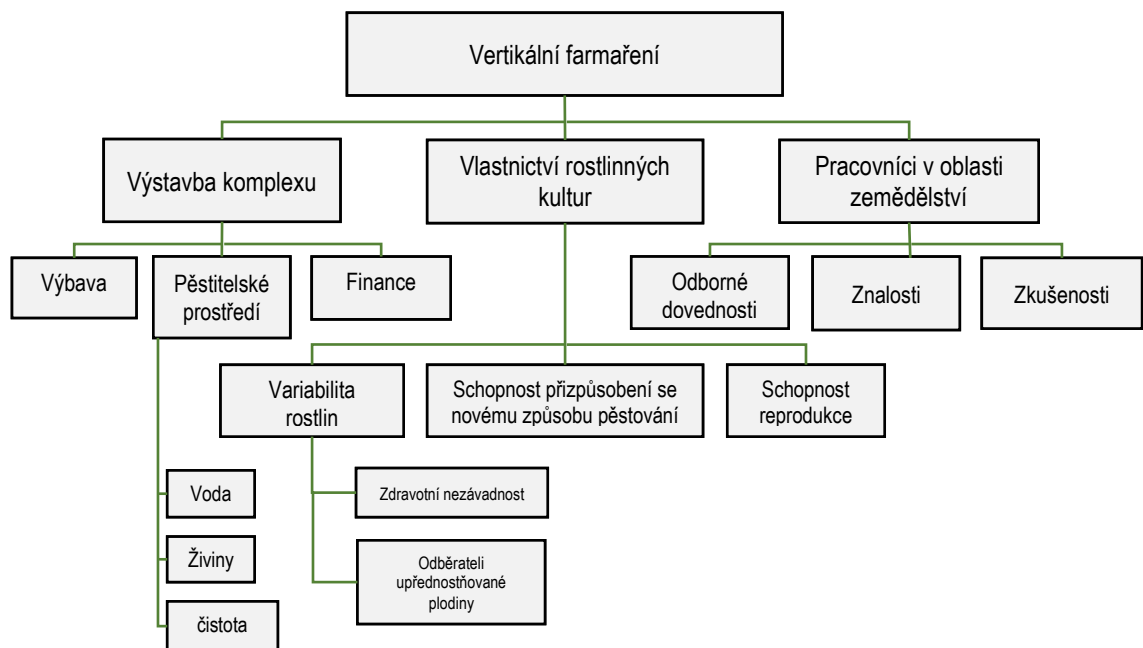 Vertikální farmaření
Výstavba komplexu
Vlastnictví rostlinných
kultur
Pracovníci v oblasti
zemědělství
Výbava
Pěstitelské
prostředí
Finance
Odborné
dovednosti
Znalosti
Zkušenosti
Variabilita
rostlin
Schopnost přizpůsobení se
novému způsobu pěstování
Schopnost
reprodukce
Voda
Živiny
čistota
Zdravotní nezávadnost
Odběrateli
upřednostňované
plodiny